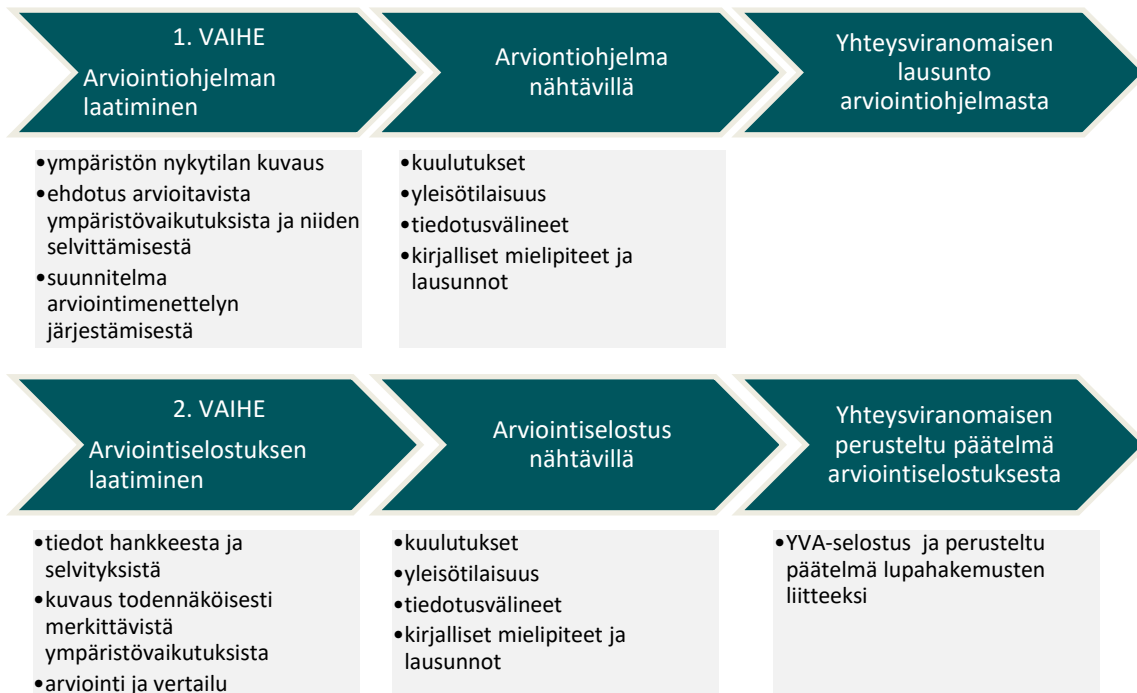 1. VAIHE
Arviointiohjelman
laatiminen
Arviontiohjelma
nähtävillä
Yhteysviranomaisen
lausunto
arviointiohjelmasta
•ympäristön nykytilan kuvaus
•ehdotus arvioitavista
ympäristövaikutuksista ja niiden
selvittämisestä
•suunnitelma
arviointimenettelyn
järjestämisestä
•kuulutukset
•yleisötilaisuus
•tiedotusvälineet
•kirjalliset mielipiteet ja
lausunnot
2. VAIHE
Arviointiselostuksen
laatiminen
Arviointiselostus
nähtävillä
Yhteysviranomaisen
perusteltu päätelmä
arviointiselostuksesta
•tiedot hankkeesta ja
selvityksistä
•kuvaus todennäköisesti
merkittävistä
ympäristövaikutuksista
•arviointi ja vertailu
•kuulutukset
•yleisötilaisuus
•tiedotusvälineet
•kirjalliset mielipiteet ja
lausunnot
•YVA-selostus ja perusteltu
päätelmä lupahakemusten
liitteeksi